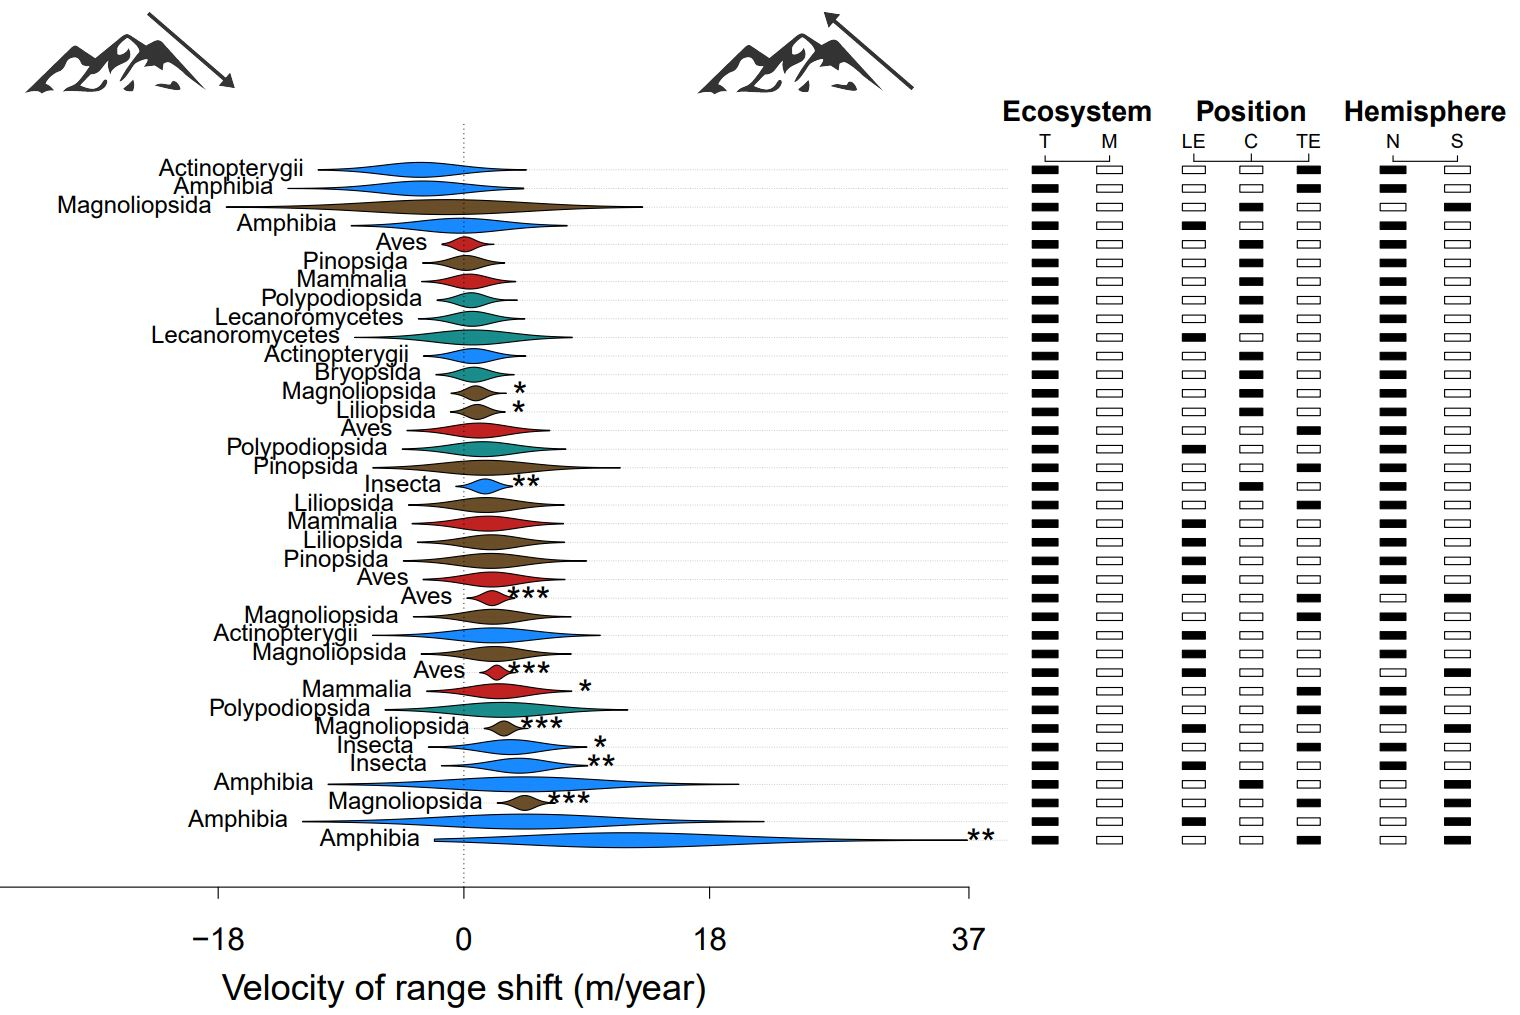 Ecosystem Position Hemisphere
T M LE C TE N S
Actinopterygii
Amphibia
Magnoliopsida
Amphibia
Aves
Pinopsida
Mammalia
Polypodiopsida
Lecanoromycetes
Lecanoromycetes
Actinopterygii
Bryopsida
Magnoliopsida *
Liliopsida *
Aves
Polypodiopsida
Pinopsida
Insecta **
Liliopsida
Mammalia
Liliopsida
Pinopsida
Aves
Aves ***
Magnoliopsida
Actinopterygii
Magnoliopsida
Aves ***
Mammalia *
Polypodiopsida
Magnoliopsida ***
Insecta *
Insecta **
Amphibia
Magnoliopsida ***
Amphibia
Amphibia **
−18 0 18 37
Velocity of range shift (m/year)